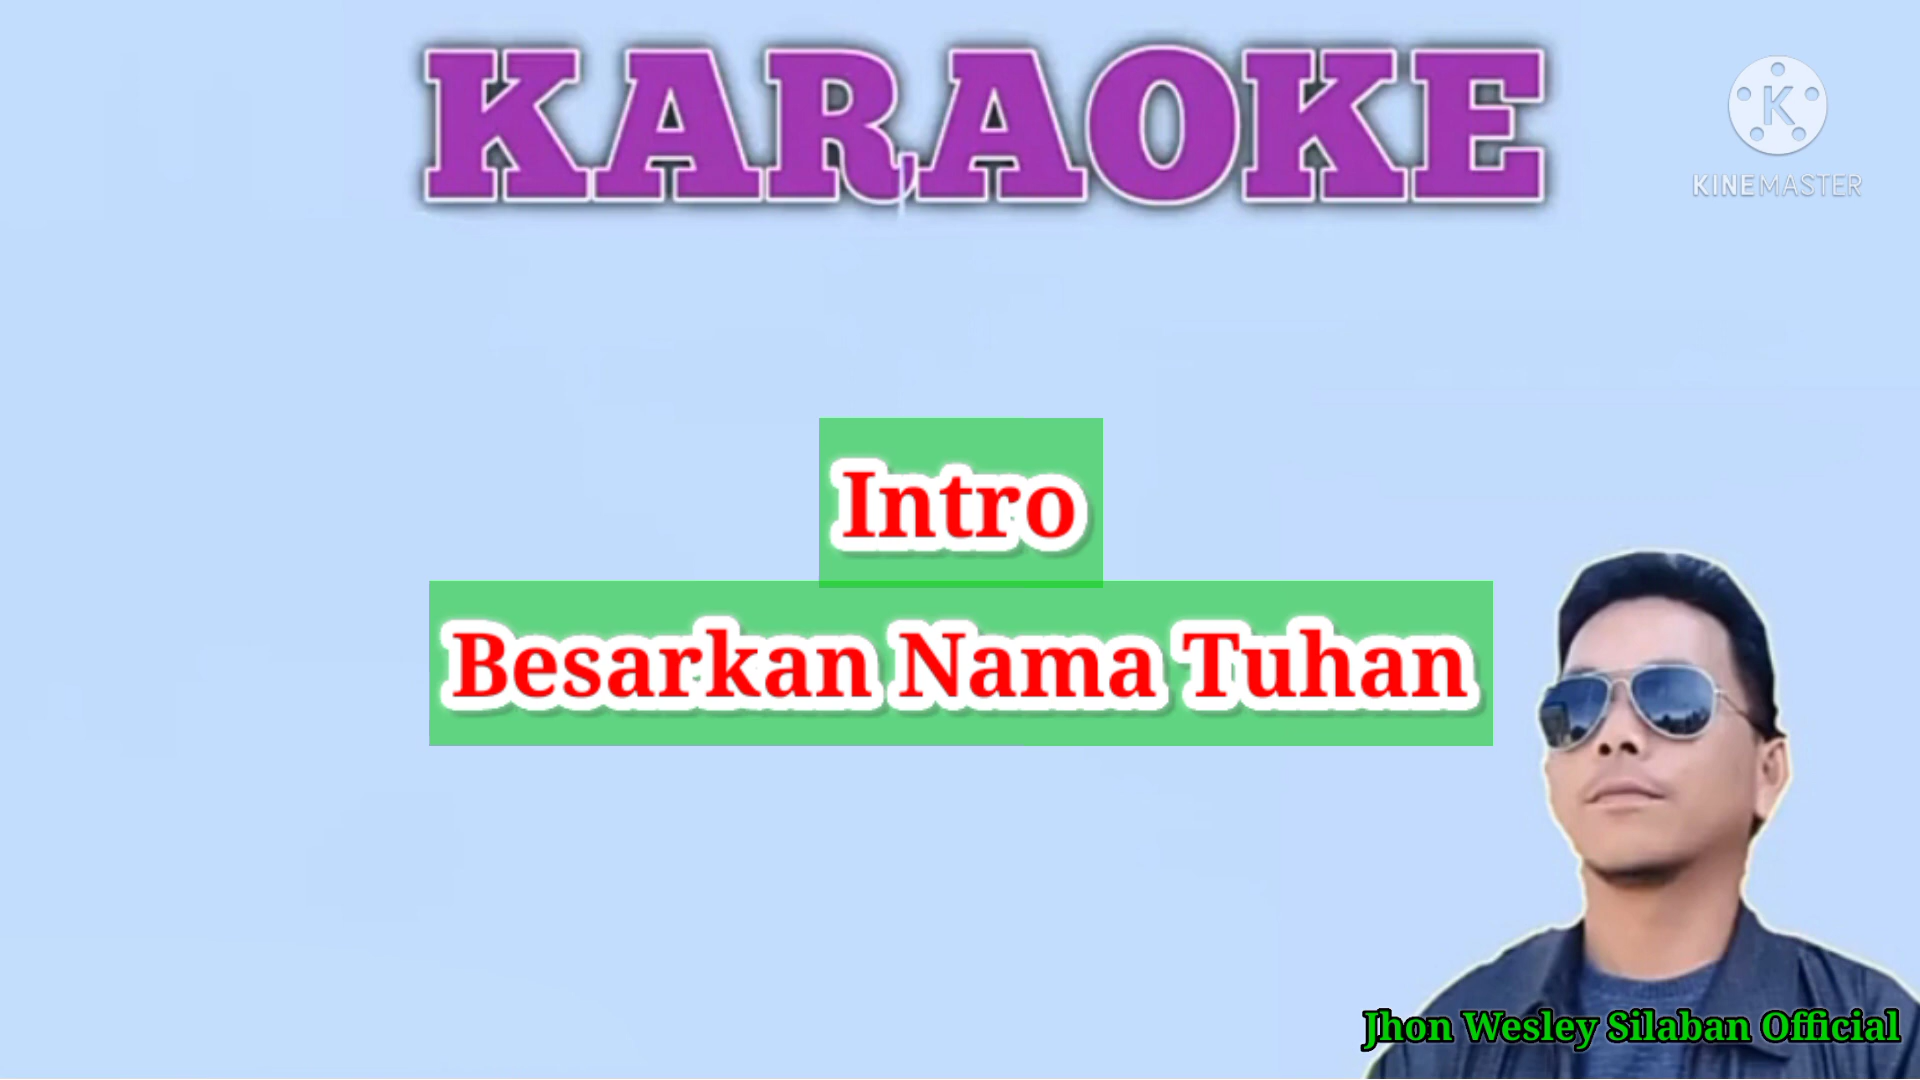 KARAOKE
K
KINEMASTER
Intro
Besarkan Nama Tuhan
Jhon Wesley Silaban Official